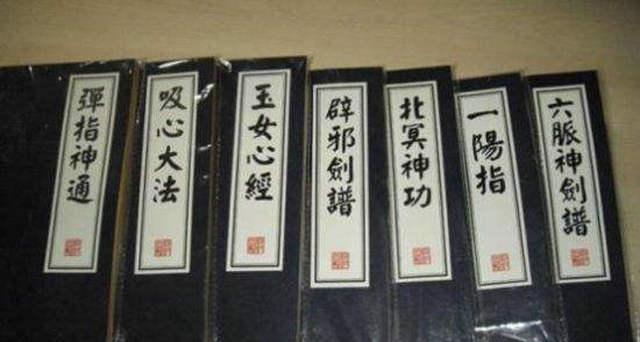 彈指神通
吸心大法
玉女心經
辟邪劍譜
北冥神功
一陽指
六脈神劍譜